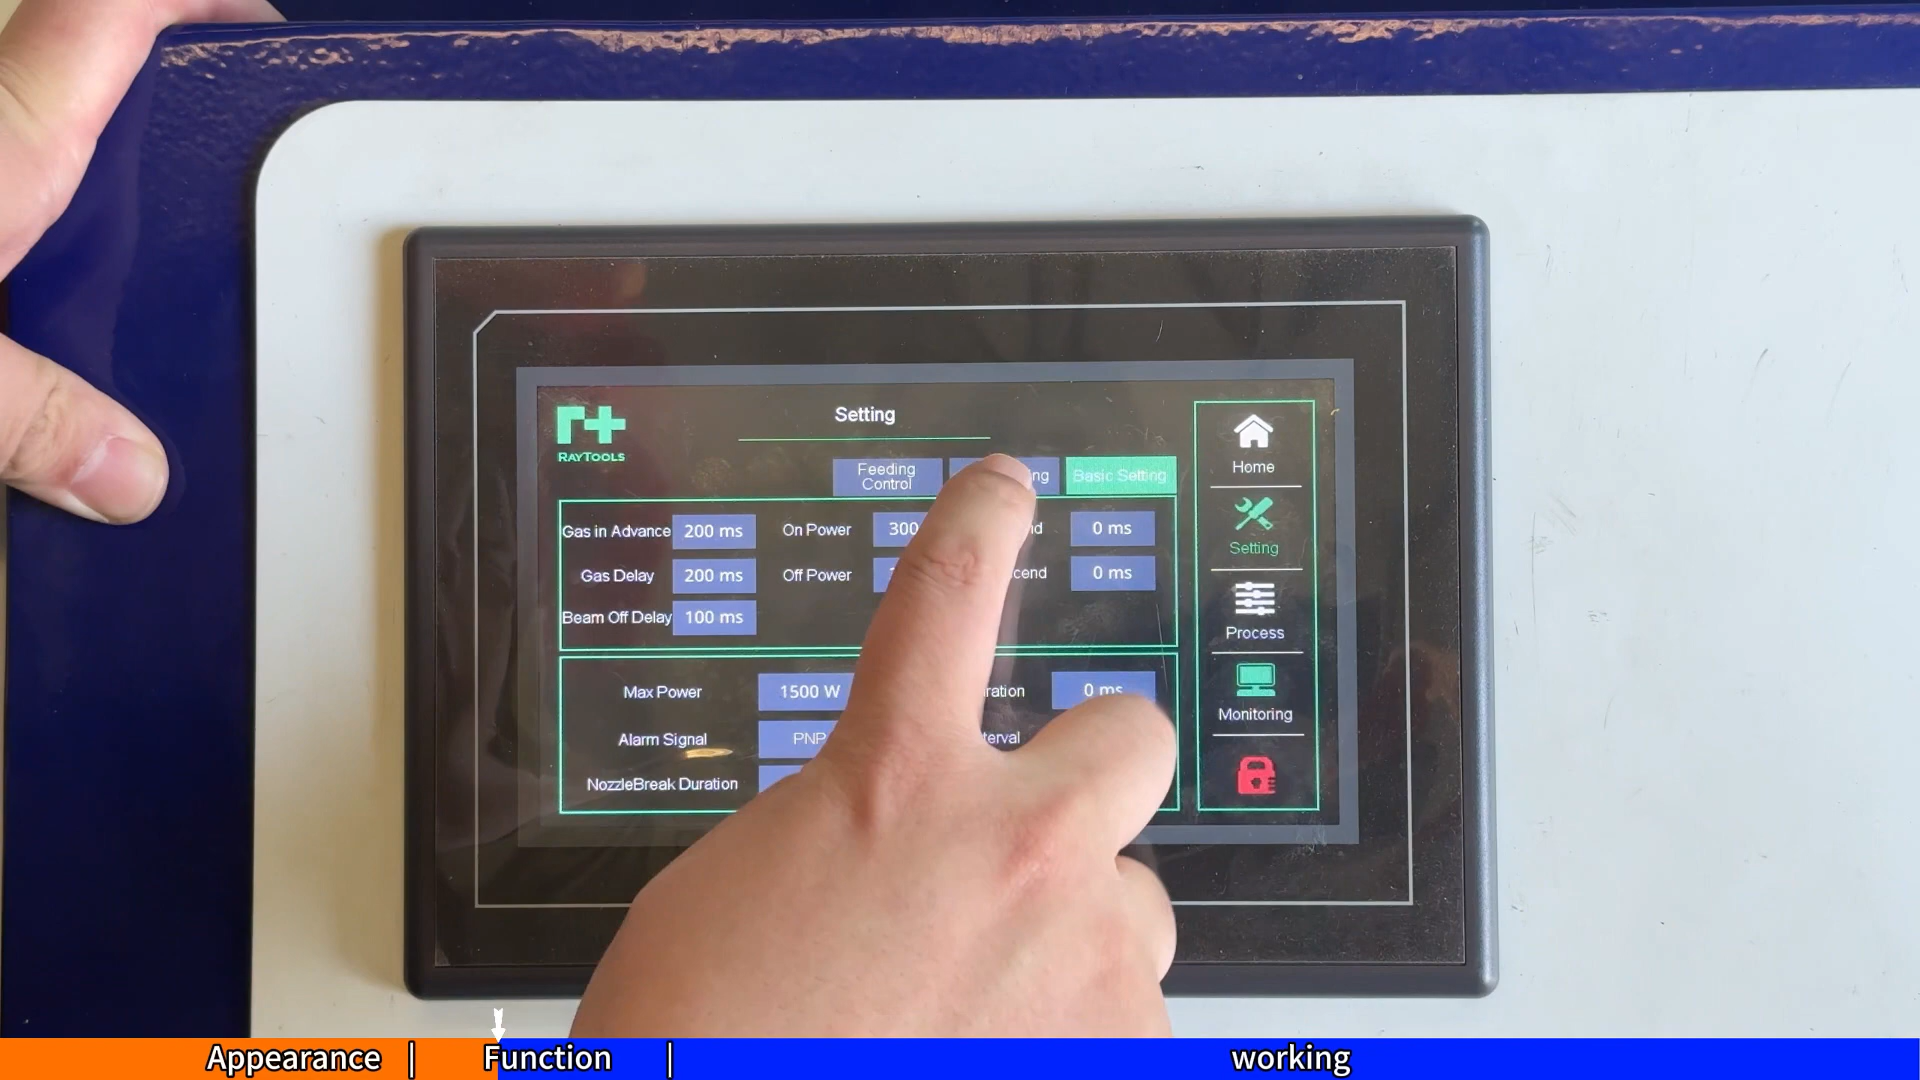 Setting
RAYTOOLS
Feeding
Control
Basic Setting
Gas in Advance 200 ms On Power 300 0 ms
Gas Delay 200 ms Off Power 0 ms
Beam Off Delay 100 ms
Max Power 1500 W 0 ms
Alarm Signal PNP
NozzleBreak Duration
Home
Setting
Process
Monitoring
Appearance | Function | working